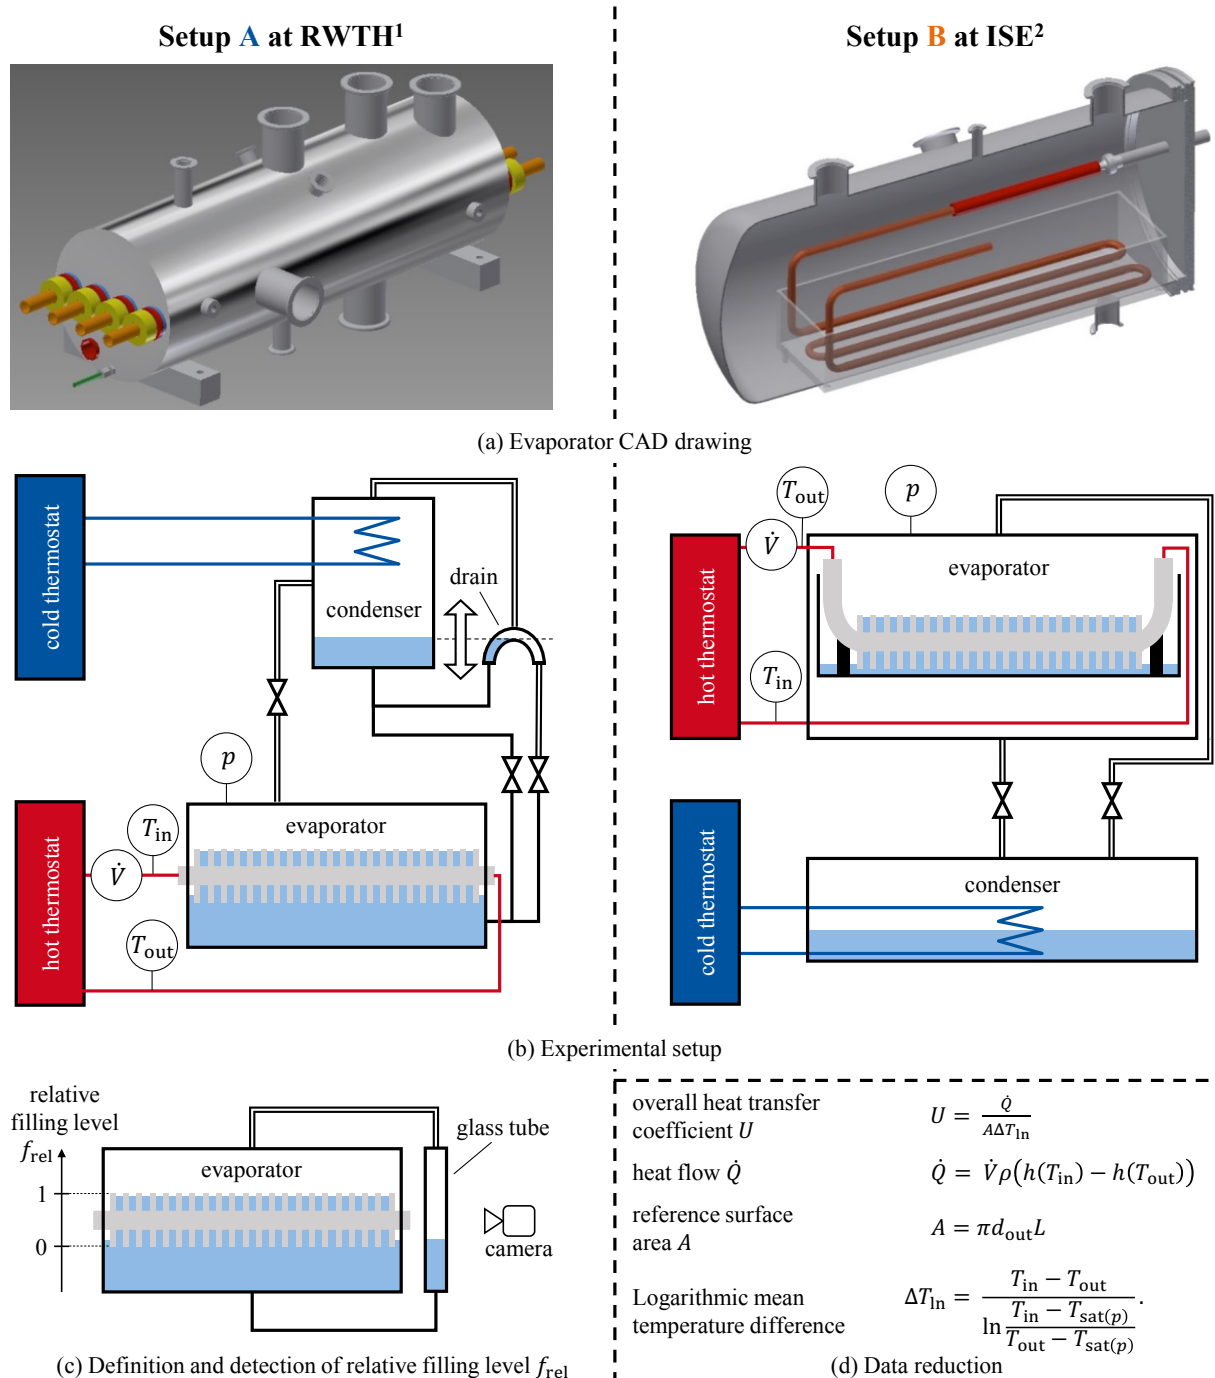 Setup A at RWTH¹
Setup B at ISE²
(a) Evaporator CAD drawing
cold thermostat
condenser
drain
p
hot thermostat
T_in
V̇
T_out
evaporator
T_out
p
V̇
hot thermostat
evaporator
T_in
cold thermostat
condenser
(b) Experimental setup
relative
filling level
f_rel
1
0
evaporator
glass tube
camera
(c) Definition and detection of relative filling level f_rel
overall heat transfer
coefficient U
U = Q̇ / (AΔT_ln)
heat flow Q̇
Q̇ = V̇ρ(h(T_in) − h(T_out))
reference surface
area A
A = πd_out L
Logarithmic mean
temperature difference
ΔT_ln = (T_in − T_out) / (ln (T_in − T_sat(p)) / (T_out − T_sat(p))).
(d) Data reduction